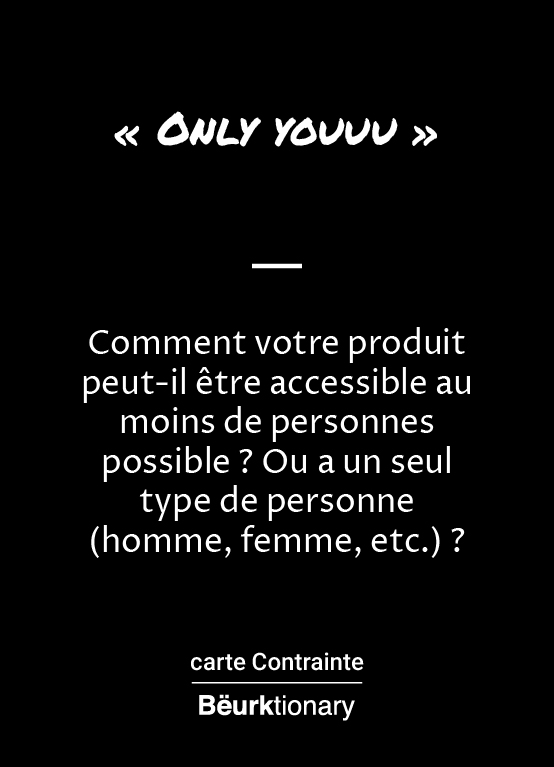 « Only youuu »
Comment votre produit
peut-il être accessible au
moins de personnes
possible ? Ou a un seul
type de personne
(homme, femme, etc.) ?
carte Contrainte
Bëurktionary